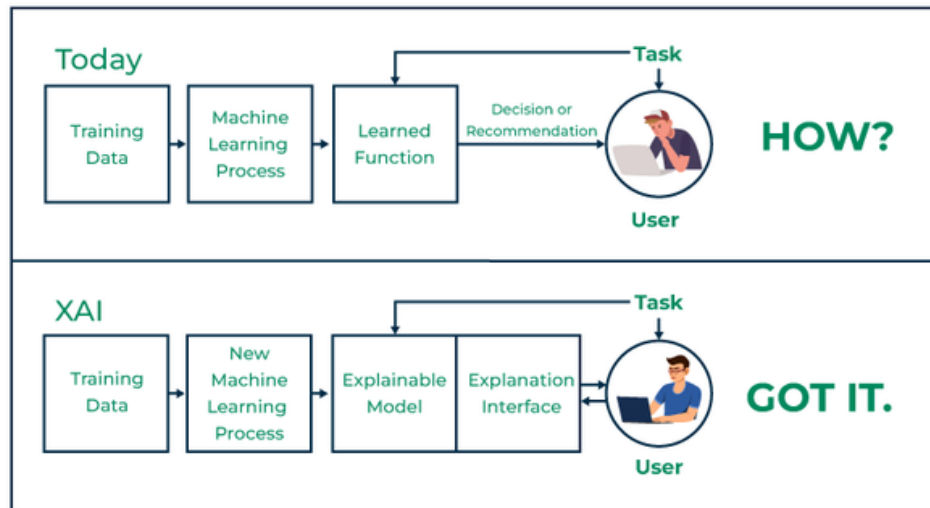 Today
Training
Data
Machine
Learning
Process
Learned
Function
Decision or
Recommendation
Task
User
HOW?
XAI
Training
Data
New
Machine
Learning
Process
Explainable
Model
Explanation
Interface
Task
User
GOT IT.